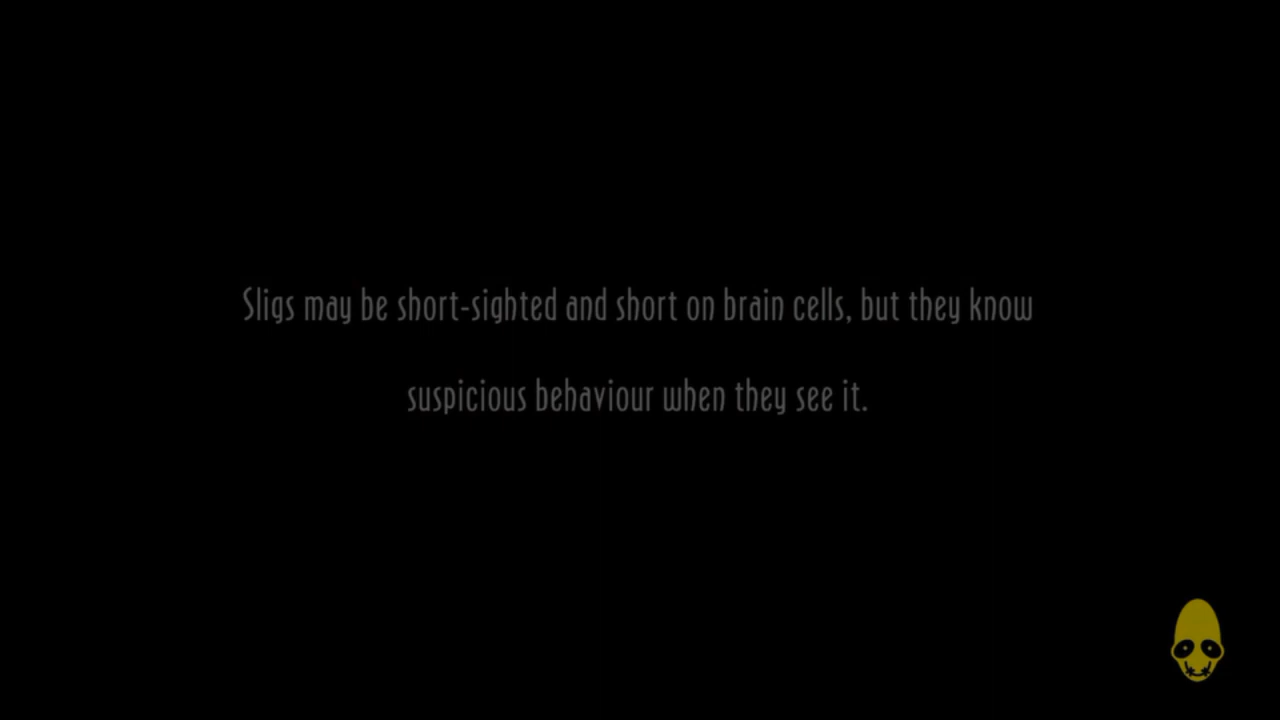 Sligs may be short-sighted and short on brain cells, but they know
suspicious behaviour when they see it.